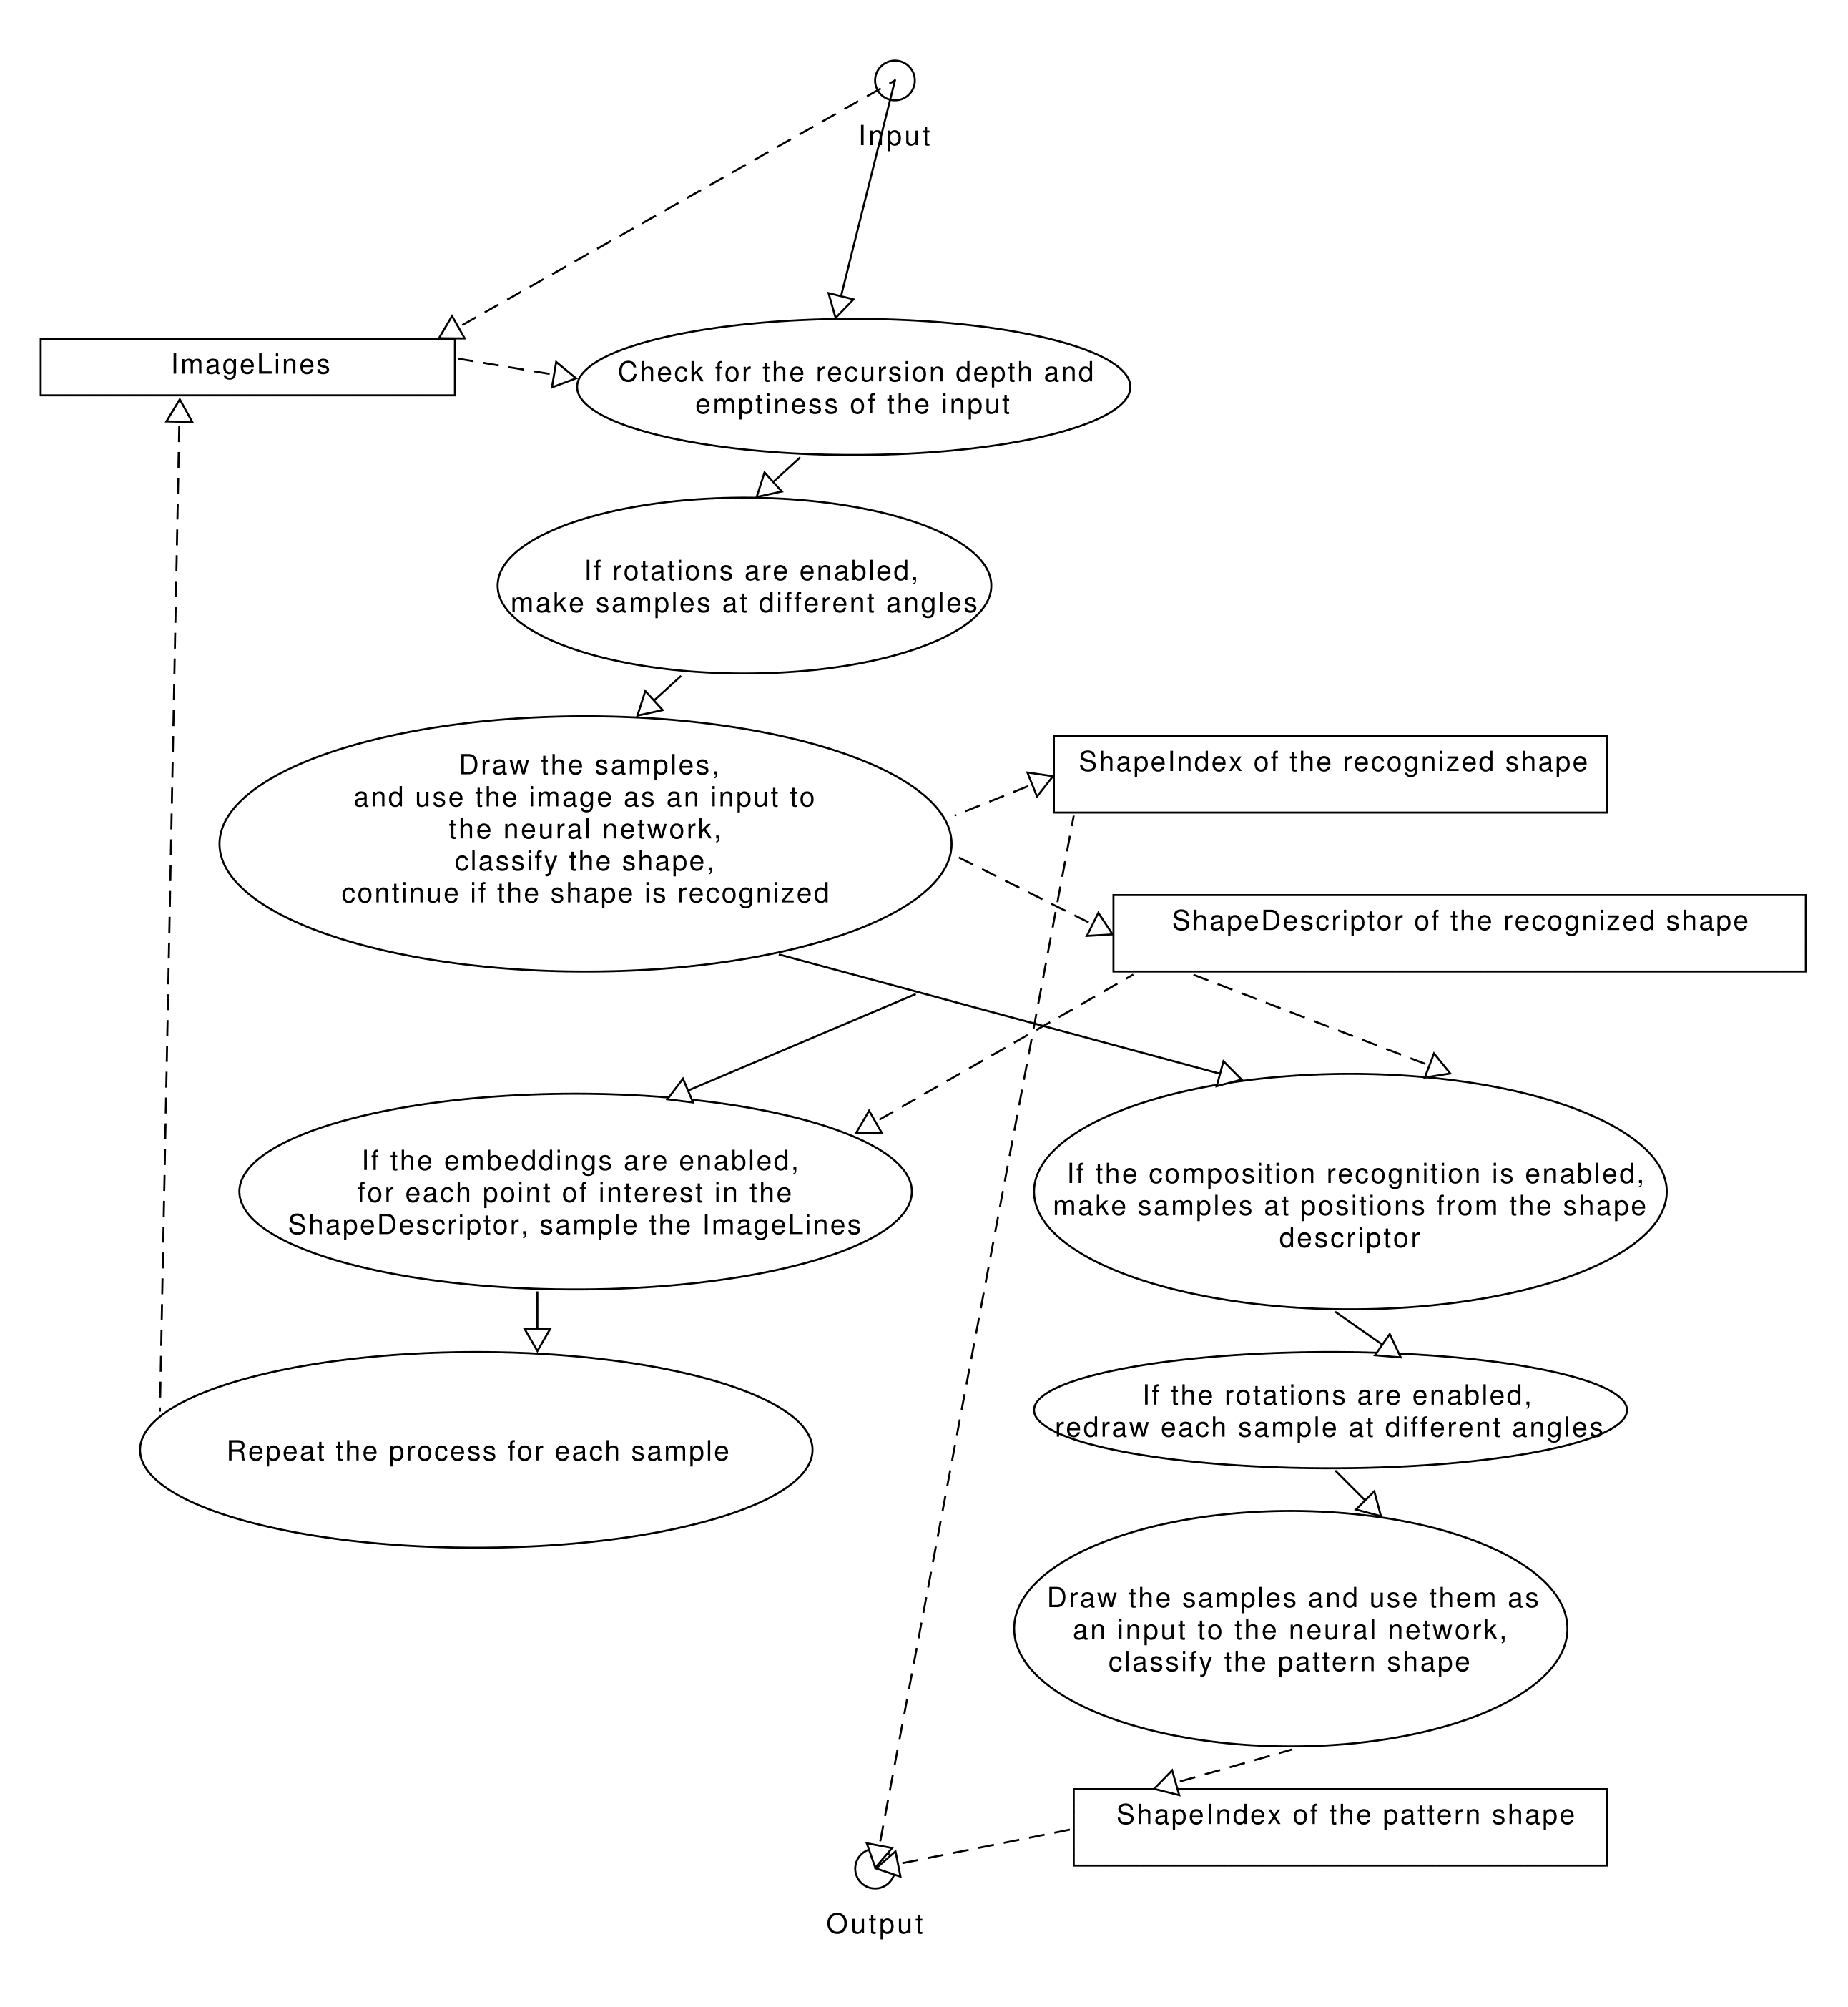 Input
ImageLines
Check for the recursion depth and
emptiness of the input
If rotations are enabled,
make samples at different angles
Draw the samples,
and use the image as an input to
the neural network,
classify the shape,
continue if the shape is recognized
ShapeIndex of the recognized shape
ShapeDescriptor of the recognized shape
If the embeddings are enabled,
for each point of interest in the
ShapeDescriptor, sample the ImageLines
If the composition recognition is enabled,
make samples at positions from the shape
descriptor
Repeat the process for each sample
If the rotations are enabled,
redraw each sample at different angles
Draw the samples and use them as
an input to the neural network,
classify the pattern shape
ShapeIndex of the pattern shape
Output